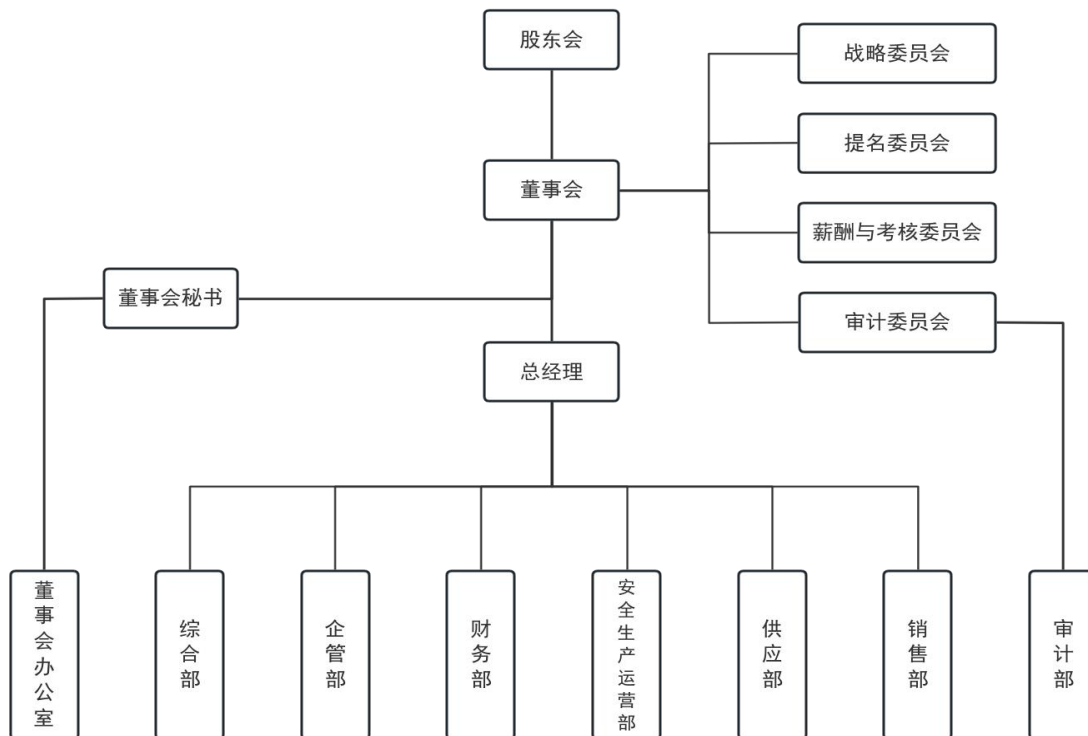 股东会
战略委员会
提名委员会
董事会
薪酬与考核委员会
董事会秘书
审计委员会
总经理
董事会办公室
综合部
企管部
财务部
安全生产运营部
供应部
销售部
审计部